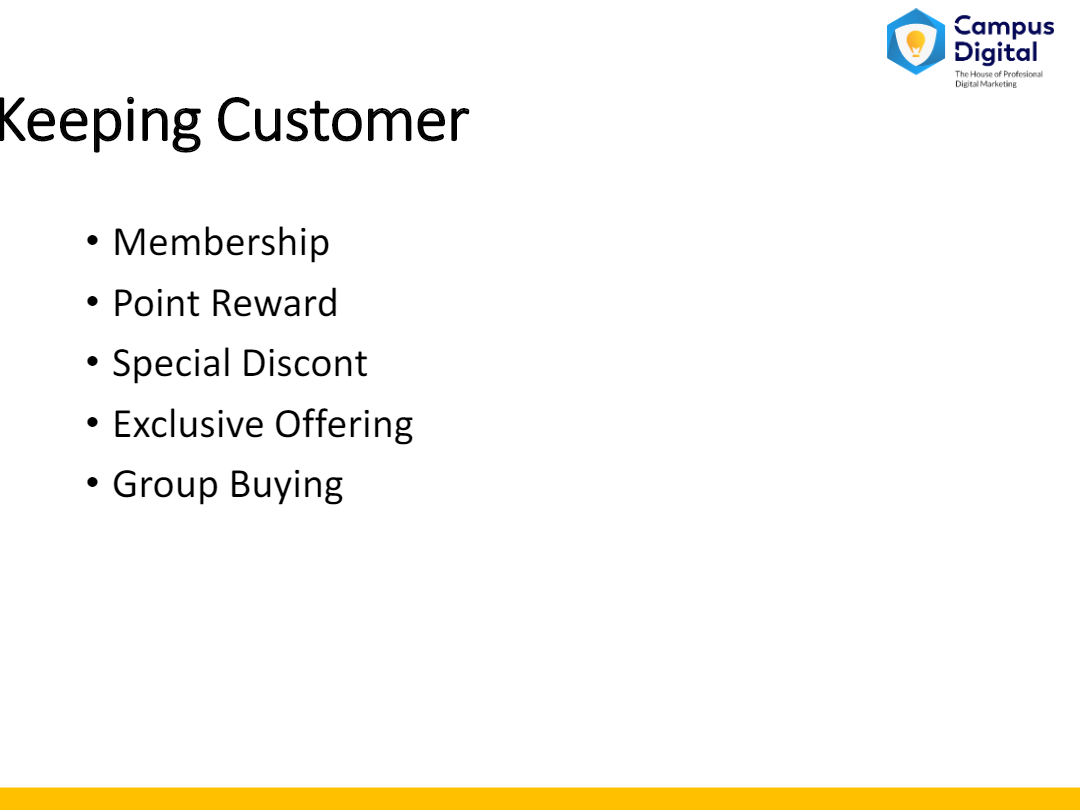 Campus
Digital
The House of Profesional
Digital Marketing
Keeping Customer
• Membership
• Point Reward
• Special Discont
• Exclusive Offering
• Group Buying